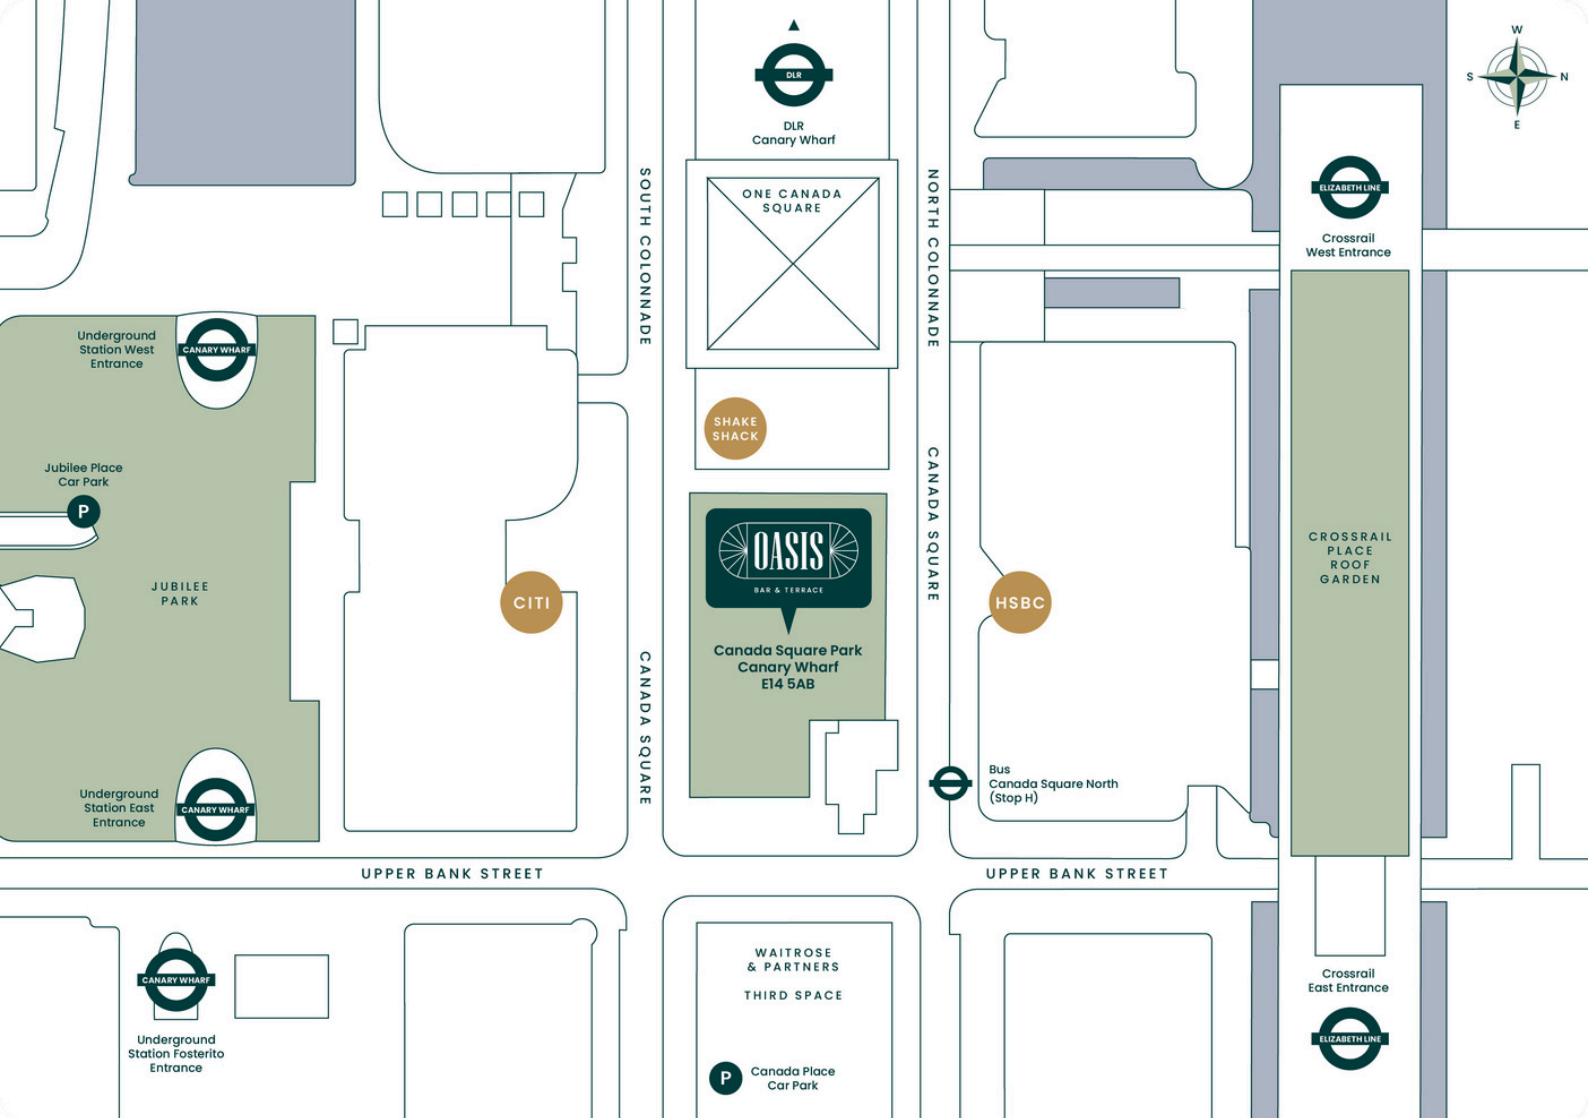 W
S
N
E
DLR
DLR
Canary Wharf
ONE CANADA
SQUARE
SOUTH COLONNADE
NORTH COLONNADE
ELIZABETH LINE
Crossrail
West Entrance
Underground
Station West
Entrance
CANARY WHARF
SHAKE
SHACK
Jubilee Place
Car Park
P
JUBILEE
PARK
CITI
OASIS
BAR & TERRACE
Canada Square Park
Canary Wharf
E14 5AB
CANADA SQUARE
CANADA SQUARE
HSBC
CROSSRAIL
PLACE
ROOF
GARDEN
Underground
Station East
Entrance
CANARY WHARF
Bus
Canada Square North
(Stop H)
UPPER BANK STREET
UPPER BANK STREET
CANARY WHARF
Underground
Station Fosterito
Entrance
WAITROSE
& PARTNERS
THIRD SPACE
P
Canada Place
Car Park
Crossrail
East Entrance
ELIZABETH LINE